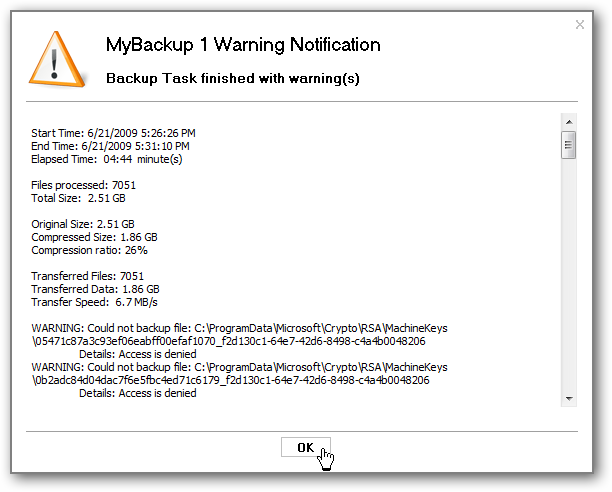 MyBackup 1 Warning Notification
Backup Task finished with warning(s)
Start Time: 6/21/2009 5:26:26 PM
End Time: 6/21/2009 5:31:10 PM
Elapsed Time:  04:44  minute(s)
Files processed: 7051
Total Size:  2.51 GB
Original Size: 2.51 GB
Compressed Size: 1.86 GB
Compression ratio: 26%
Transferred Files: 7051
Transferred Data: 1.86 GB
Transfer Speed:  6.7 MB/s
WARNING: Could not backup file: C:\ProgramData\Microsoft\Crypto\RSA\MachineKeys
\05471c87a3c93ef06eabff00efaf1070_f2d130c1-64e7-42d6-8498-c4a4b0048206
Details: Access is denied
WARNING: Could not backup file: C:\ProgramData\Microsoft\Crypto\RSA\MachineKeys
\0b2adc84d04dac7f6e5fbc4ed71c6179_f2d130c1-64e7-42d6-8498-c4a4b0048206
Details: Access is denied
OK